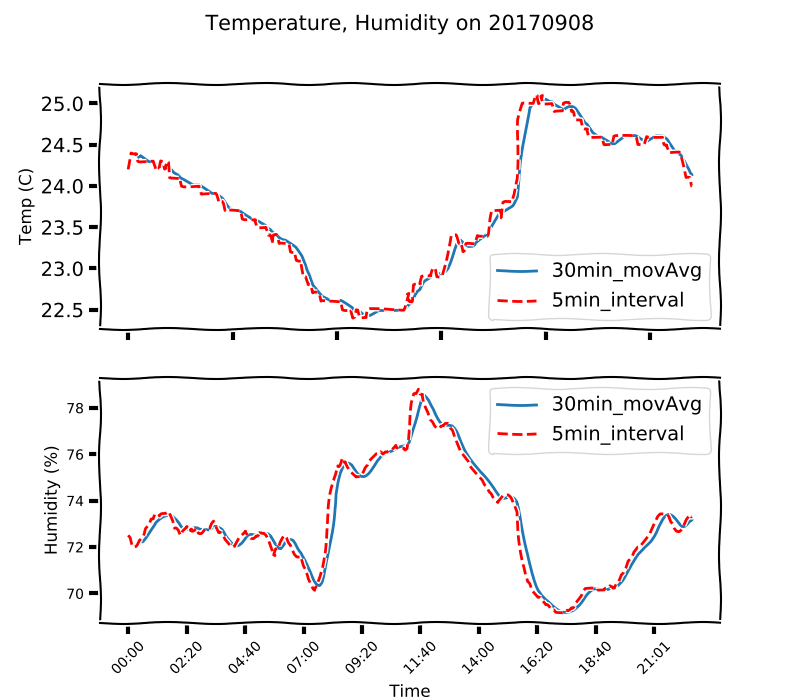 Temperature, Humidity on 20170908
25.0
24.5
24.0
23.5
23.0
22.5
Temp (C)
30min_movAvg
5min_interval
78
76
74
72
70
Humidity (%)
30min_movAvg
5min_interval
00:00 02:20 04:40 07:00 09:20 11:40 14:00 16:20 18:40 21:01
Time